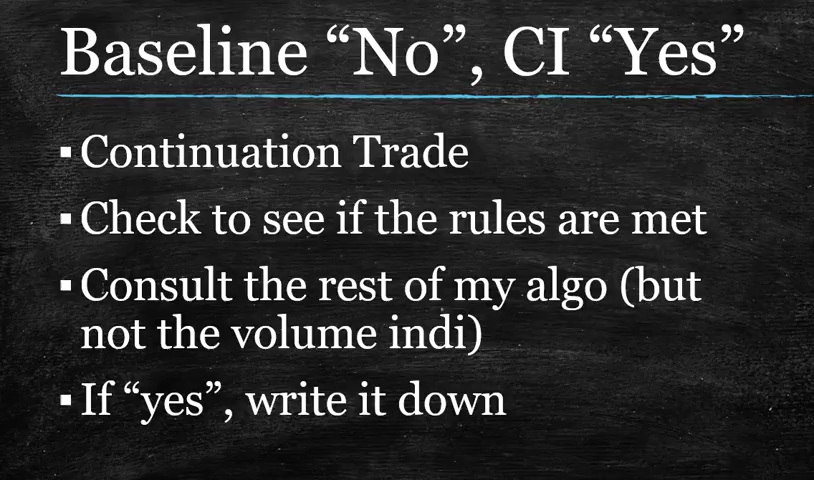 Baseline “No”, CI “Yes”
▪ Continuation Trade
▪ Check to see if the rules are met
▪ Consult the rest of my algo (but
not the volume indi)
▪ If “yes”, write it down